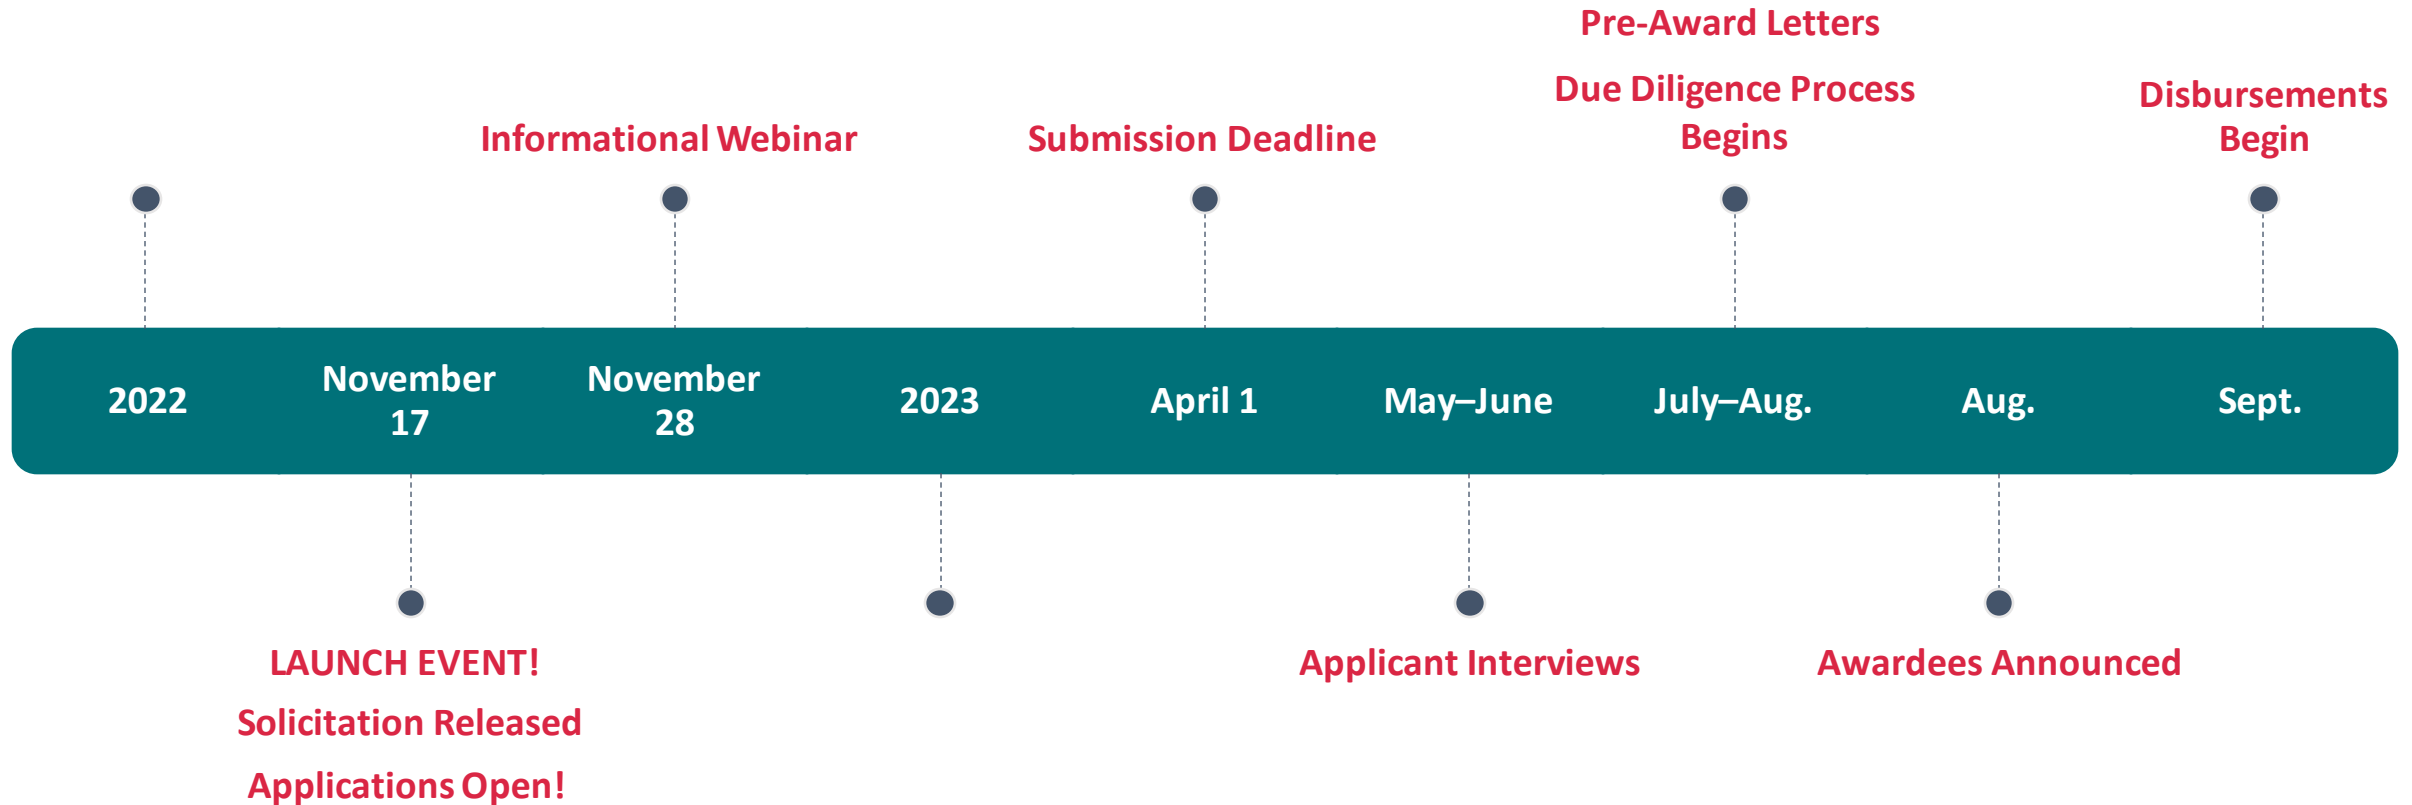 Pre-Award Letters
Due Diligence Process
Begins
Disbursements
Begin
Informational Webinar
Submission Deadline
2022
November
17
November
28
2023
April 1
May–June
July–Aug.
Aug.
Sept.
LAUNCH EVENT!
Solicitation Released
Applications Open!
Applicant Interviews
Awardees Announced